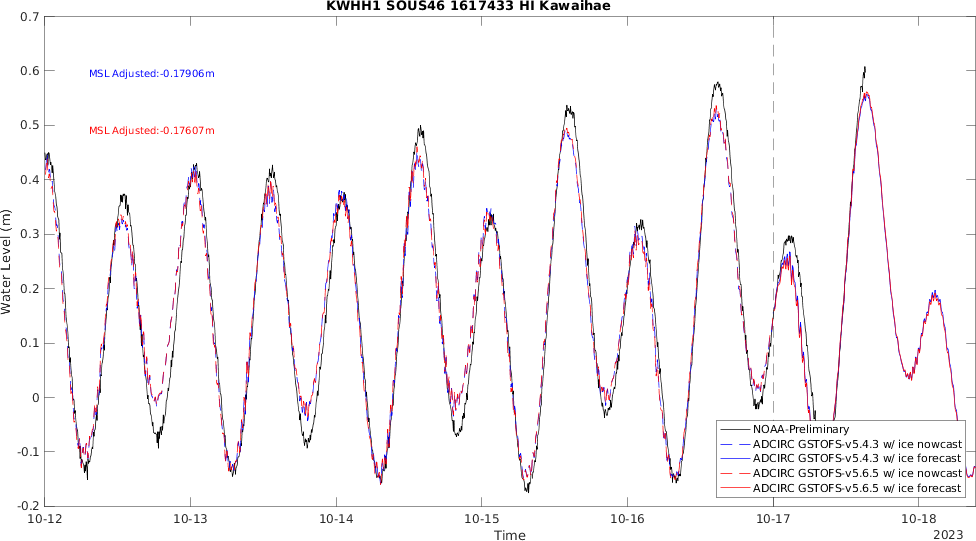 KWHH1 SOUS46 1617433 HI Kawaihae
0.7
0.6
0.5
0.4
0.3
0.2
0.1
0
-0.1
-0.2
Water Level (m)
MSL Adjusted:-0.17906m
MSL Adjusted:-0.17607m
NOAA-Preliminary
ADCIRC GSTOFS-v5.4.3 w/ ice nowcast
ADCIRC GSTOFS-v5.4.3 w/ ice forecast
ADCIRC GSTOFS-v5.6.5 w/ ice nowcast
ADCIRC GSTOFS-v5.6.5 w/ ice forecast
10-12 10-13 10-14 10-15 10-16 10-17 10-18
Time
2023